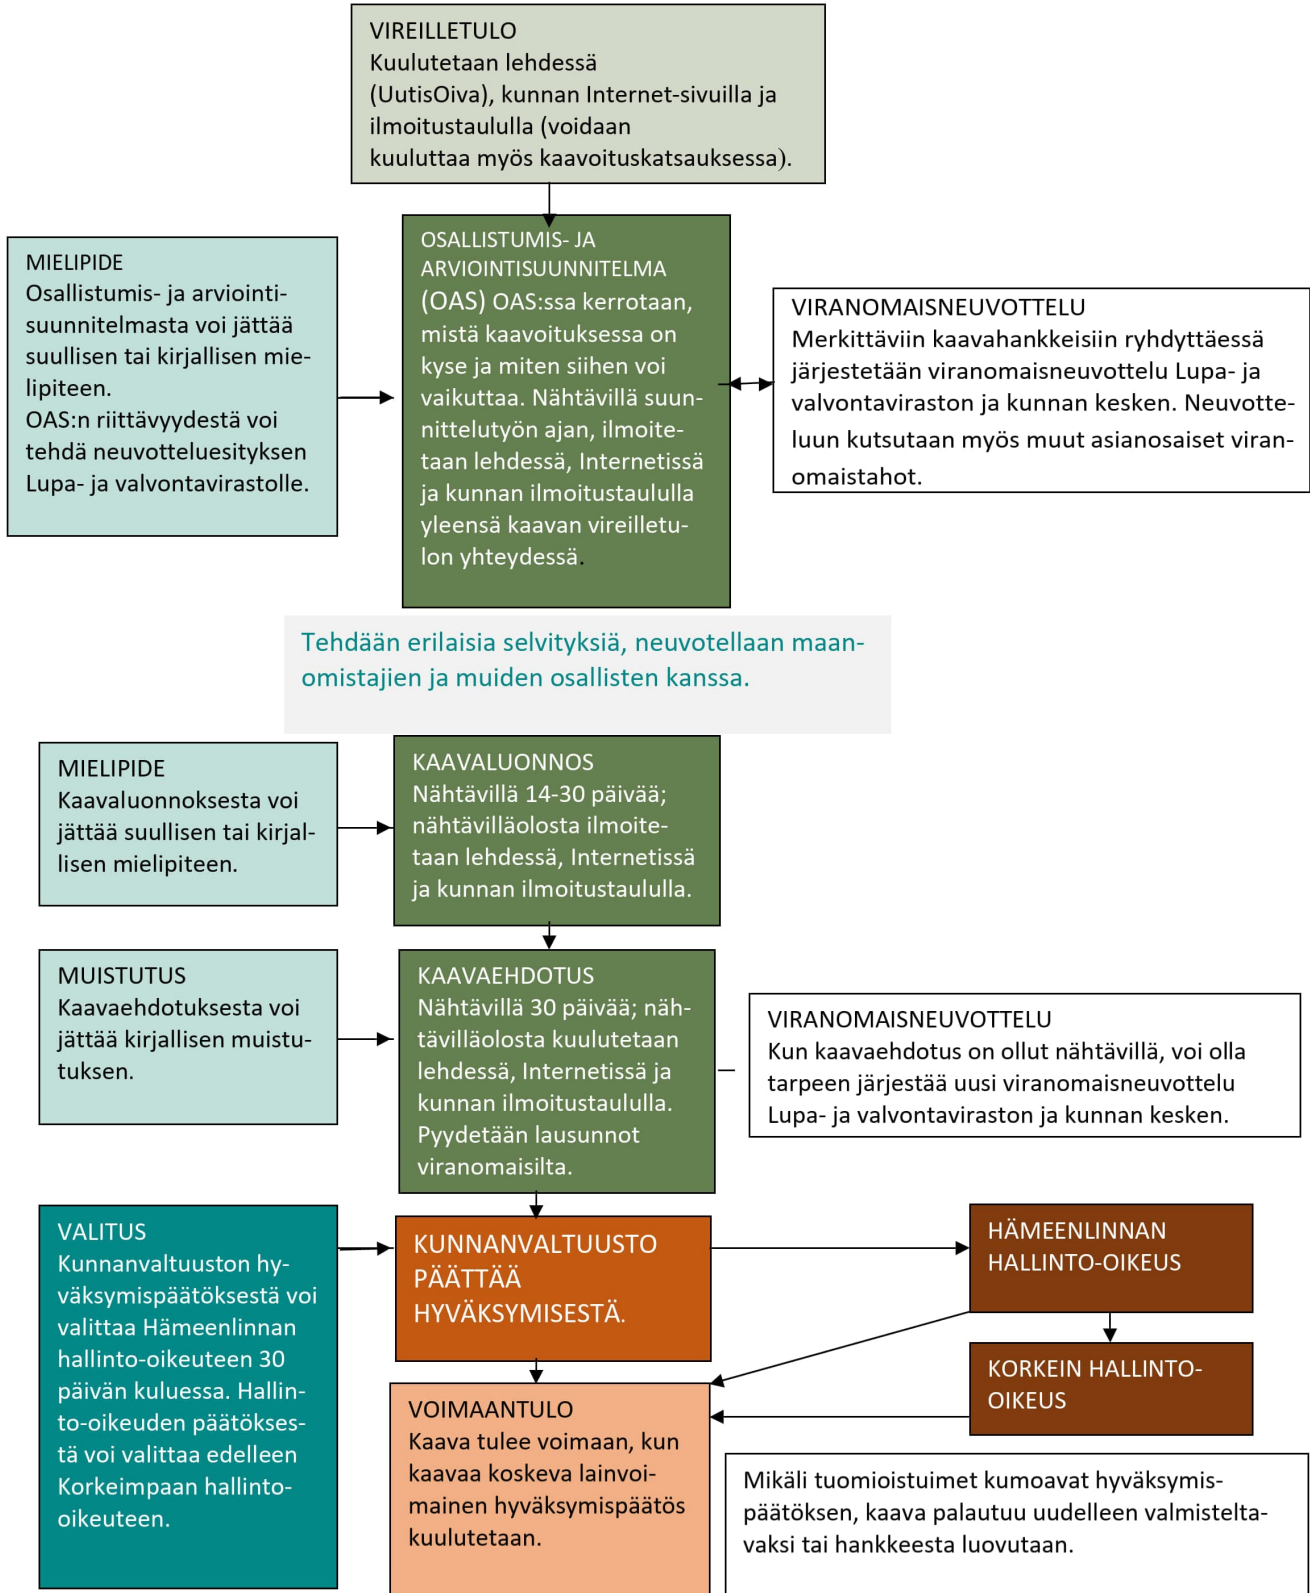 VIREILLETULO
Kuulutetaan lehdessä
(UutisOiva), kunnan Internet-sivuilla ja
ilmoitustaululla (voidaan
kuuluttaa myös kaavoituskatsauksessa).
MIELIPIDE
Osallistumis- ja arviointi-
suunnitelmasta voi jättää
suullisen tai kirjallisen mie-
lipiteen.
OAS:n riittävyydestä voi
tehdä neuvotteluesityksen
Lupa- ja valvontavirastolle.
OSALLISTUMIS- JA
ARVIOINTISUUNNITELMA
(OAS) OAS:ssa kerrotaan,
mistä kaavoituksessa on
kyse ja miten siihen voi
vaikuttaa. Nähtävillä suun-
nittelutyön ajan, ilmoite-
taan lehdessä, Internetissä
ja kunnan ilmoitustaululla
yleensä kaavan vireilletu-
lon yhteydessä.
VIRANOMAISNEUVOTTELU
Merkittäviin kaavahankkeisiin ryhdyttäessä
järjestetään viranomaisneuvottelu Lupa- ja
valvontaviraston ja kunnan kesken. Neuvotte-
luun kutsutaan myös muut asianosaiset viran-
omaistahot.
Tehdään erilaisia selvityksiä, neuvotellaan maan-
omistajien ja muiden osallisten kanssa.
MIELIPIDE
Kaavaluonnoksesta voi
jättää suullisen tai kirjal-
lisen mielipiteen.
KAAVALUONNOS
Nähtävillä 14-30 päivää;
nähtävilläolosta ilmoite-
taan lehdessä, Internetissä
ja kunnan ilmoitustaululla.
MUISTUTUS
Kaavaehdotuksesta voi
jättää kirjallisen muistu-
tuksen.
KAAVAEHDOTUS
Nähtävillä 30 päivää; näh-
tävilläolosta kuulutetaan
lehdessä, Internetissä ja
kunnan ilmoitustaululla.
Pyydetään lausunnot
viranomaisilta.
VIRANOMAISNEUVOTTELU
Kun kaavaehdotus on ollut nähtävillä, voi olla
tarpeen järjestää uusi viranomaisneuvottelu
Lupa- ja valvontaviraston ja kunnan kesken.
VALITUS
Kunnanvaltuuston hy-
väksymispäätöksestä voi
valittaa Hämeenlinnan
hallinto-oikeuteen 30
päivän kuluessa. Hallin-
to-oikeuden päätökses-
tä voi valittaa edelleen
Korkeimpaan hallinto-
oikeuteen.
KUNNANVALTUUSTO
PÄÄTTÄÄ
HYVÄKSYMISESTÄ.
HÄMEENLINNAN
HALLINTO-OIKEUS
KORKEIN HALLINTO-
OIKEUS
VOIMAANTULO
Kaava tulee voimaan, kun
kaavaa koskeva lainvoi-
mainen hyväksymispäätös
kuulutetaan.
Mikäli tuomioistuimet kumoavat hyväksymis-
päätöksen, kaava palautuu uudelleen valmistelta-
vaksi tai hankkeesta luovutaan.